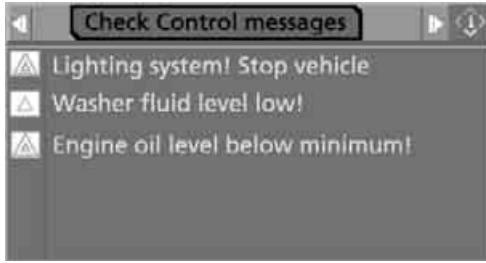 Check Control messages
Lighting system! Stop vehicle
Washer fluid level low!
Engine oil level below minimum!